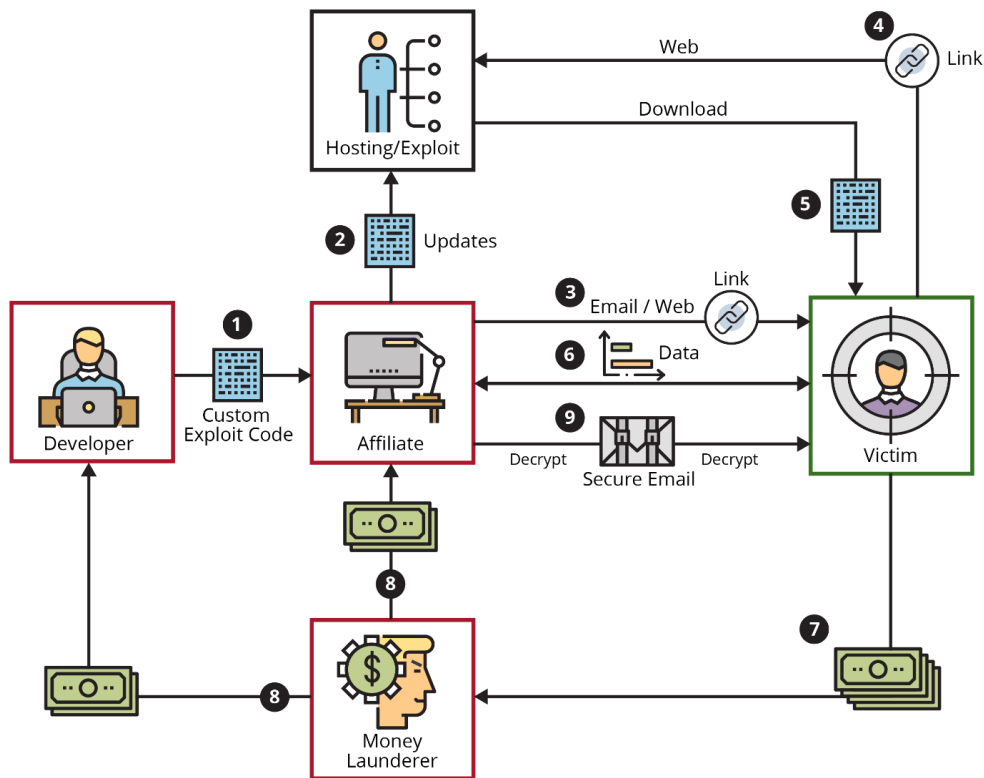 4
Web
Link
Download
Hosting/Exploit
5
2
Updates
Link
3
Email / Web
1
6
Data
Custom
Exploit Code
9
Developer
Affiliate
Decrypt
Decrypt
Victim
Secure Email
8
7
$
8
Money
Launderer